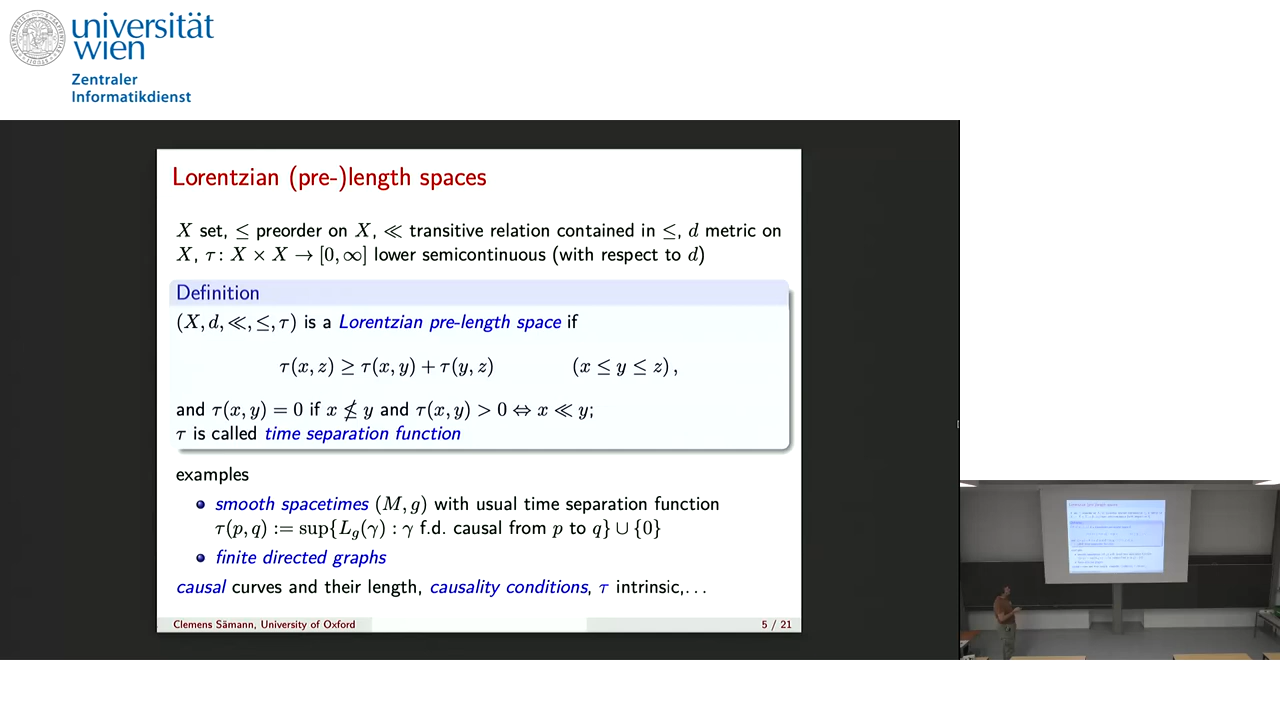 universität
wien
Zentraler
Informatikdienst
Lorentzian (pre-)length spaces
X set, ≤ preorder on X, ≪ transitive relation contained in ≤, d metric on
X, τ : X × X → [0, ∞] lower semicontinuous (with respect to d)
Definition
(X, d, ≪, ≤, τ) is a Lorentzian pre-length space if
τ(x, z) ≥ τ(x, y) + τ(y, z) (x ≤ y ≤ z) ,
and τ(x, y) = 0 if x ≰ y and τ(x, y) > 0 ⇔ x ≪ y;
τ is called time separation function
examples
smooth spacetimes (M, g) with usual time separation function
τ(p, q) := sup{L_g(γ) : γ f.d. causal from p to q} ∪ {0}
finite directed graphs
causal curves and their length, causality conditions, τ intrinsic,...
Clemens Sämann, University of Oxford 5 / 21